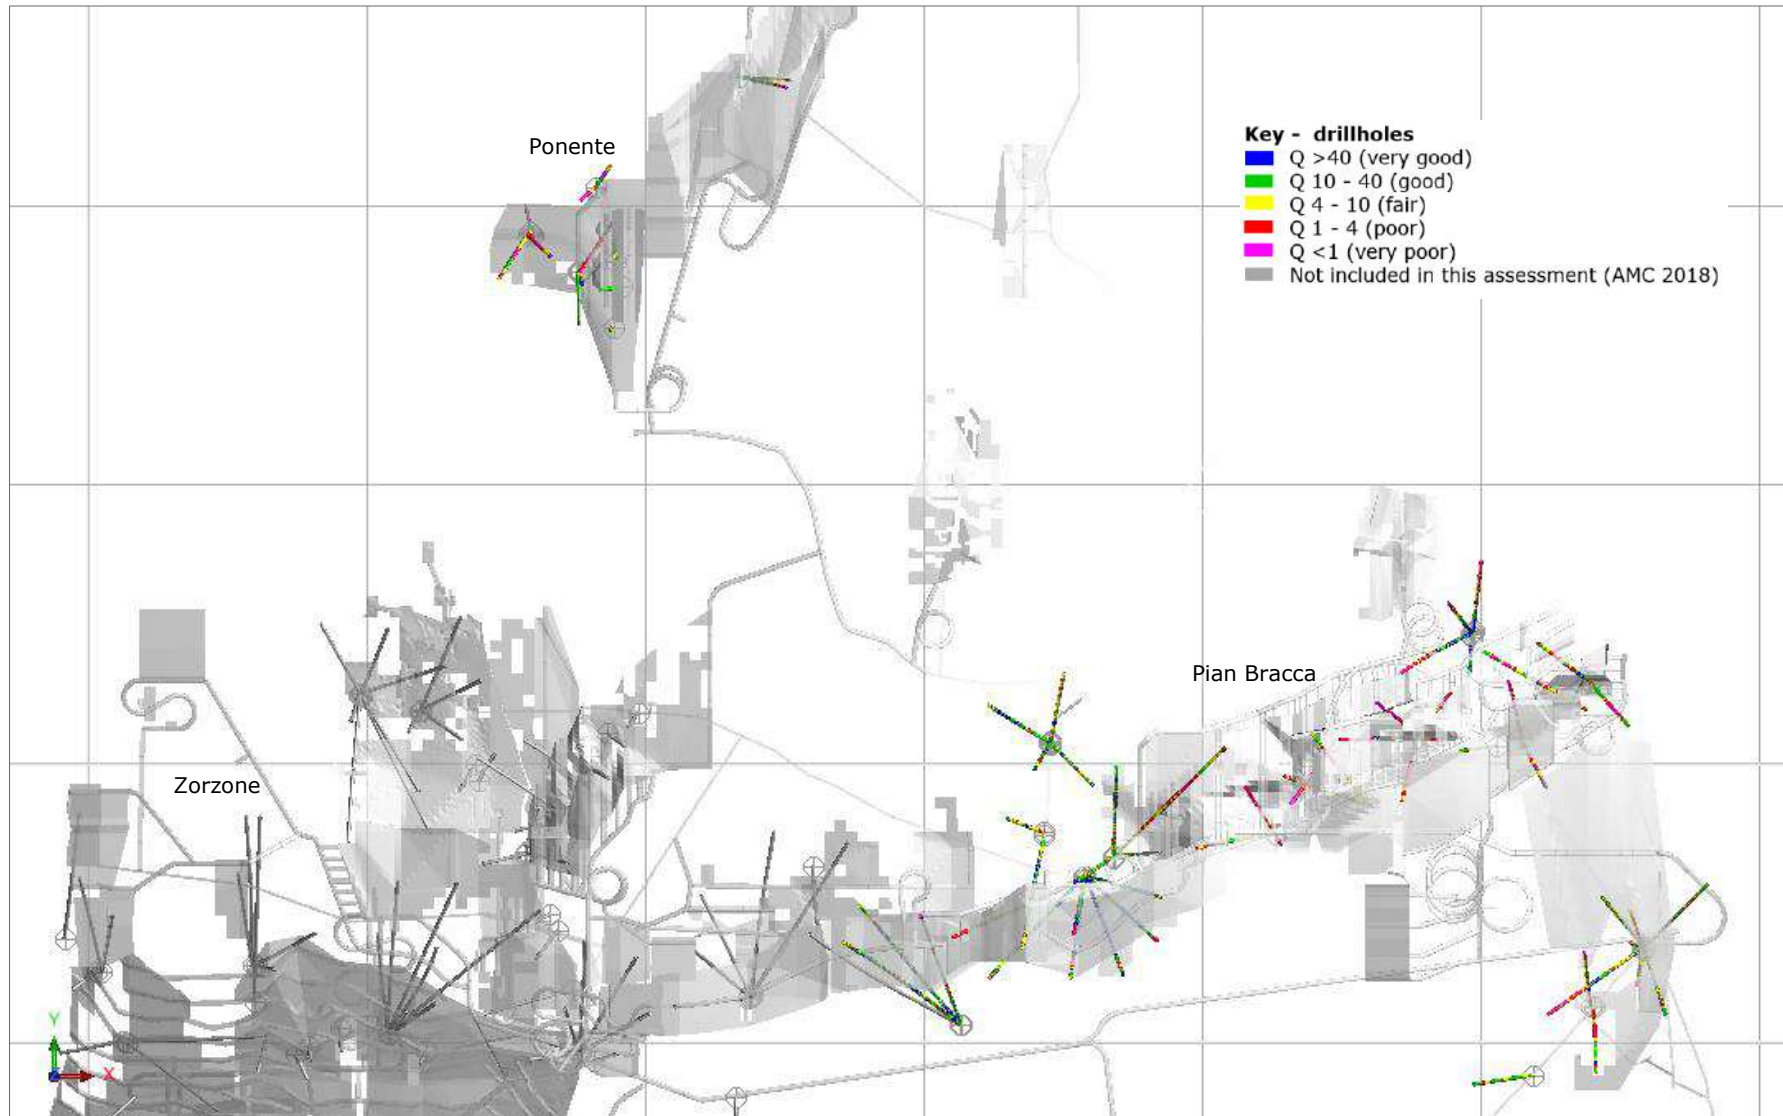 Ponente
Key - drillholes
Q >40 (very good)
Q 10 - 40 (good)
Q 4 - 10 (fair)
Q 1 - 4 (poor)
Q <1 (very poor)
Not included in this assessment (AMC 2018)
Pian Bracca
Zorzone
Y
X